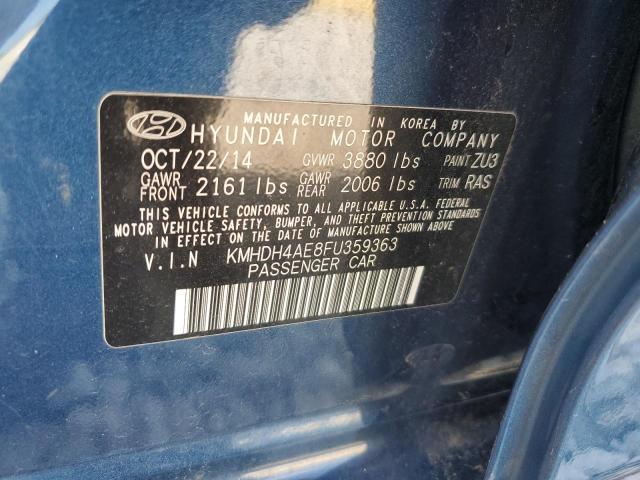 MANUFACTURED IN KOREA BY
HYUNDAI MOTOR COMPANY
OCT/22/14 GVWR 3880 lbs PAINT ZU3
GAWR FRONT 2161 lbs GAWR REAR 2006 lbs TRIM RAS
THIS VEHICLE CONFORMS TO ALL APPLICABLE U.S.A. FEDERAL
MOTOR VEHICLE SAFETY, BUMPER, AND THEFT PREVENTION STANDARDS
IN EFFECT ON THE DATE OF MANUFACTURE SHOWN ABOVE.
V.I.N KMHDH4AE8FU359363
PASSENGER CAR